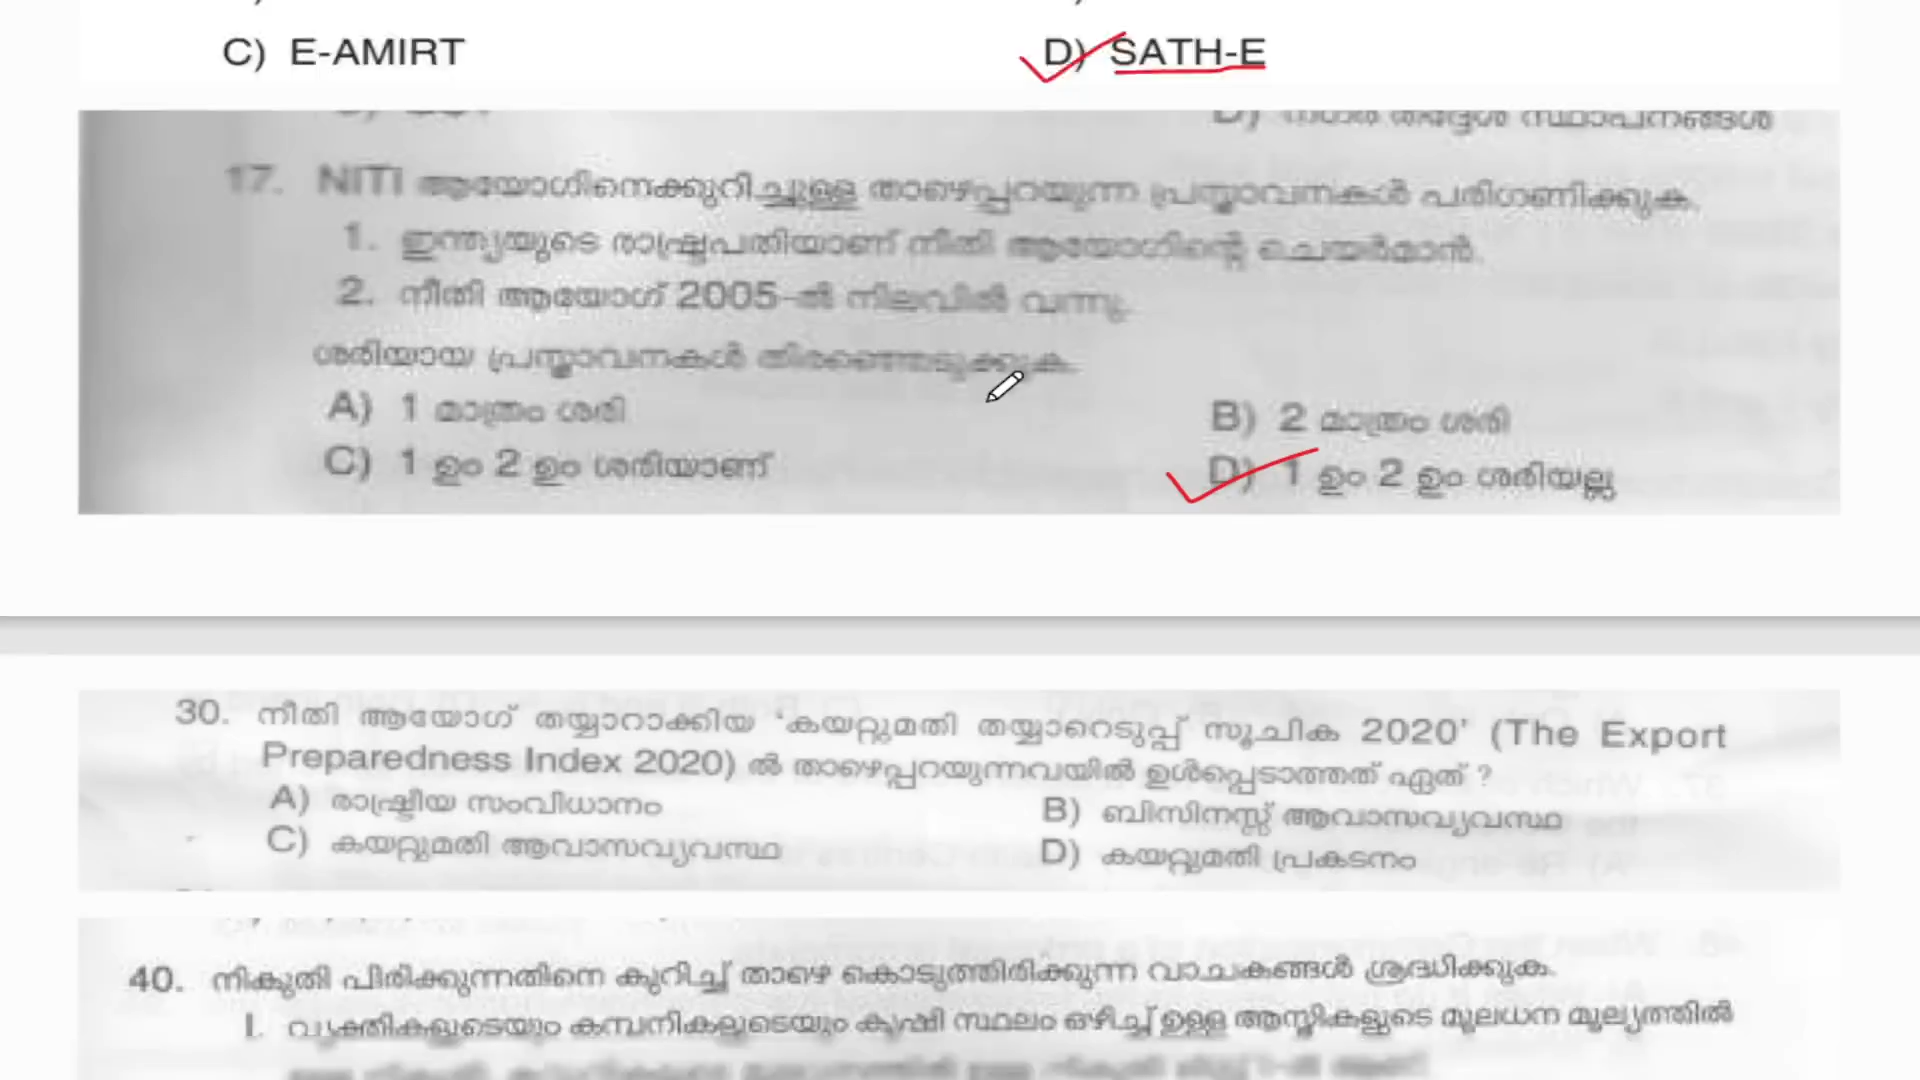 C) E-AMIRT
D) SATH-E
D) നഗര തദ്ദേശ സ്ഥാപനങ്ങൾ
17. NITI ആയോഗിനെക്കുറിച്ചുള്ള താഴെപ്പറയുന്ന പ്രസ്താവനകൾ പരിഗണിക്കുക.
1. ഇന്ത്യയുടെ രാഷ്ട്രപതിയാണ് നീതി ആയോഗിന്റെ ചെയർമാൻ.
2. നീതി ആയോഗ് 2005-ൽ നിലവിൽ വന്നു.
ശരിയായ പ്രസ്താവനകൾ തിരഞ്ഞെടുക്കുക.
A) 1 മാത്രം ശരി
B) 2 മാത്രം ശരി
C) 1 ഉം 2 ഉം ശരിയാണ്
D) 1 ഉം 2 ഉം ശരിയല്ല
30. നീതി ആയോഗ് തയ്യാറാക്കിയ ‘കയറ്റുമതി തയ്യാറെടുപ്പ് സൂചിക 2020’ (The Export
Preparedness Index 2020) ൽ താഴെപ്പറയുന്നവയിൽ ഉൾപ്പെടാത്തത് ഏത് ?
A) രാഷ്ട്രീയ സംവിധാനം
B) ബിസിനസ്സ് ആവാസവ്യവസ്ഥ
C) കയറ്റുമതി ആവാസവ്യവസ്ഥ
D) കയറ്റുമതി പ്രകടനം
40. നികുതി പിരിക്കുന്നതിനെ കുറിച്ച് താഴെ കൊടുത്തിരിക്കുന്ന വാചകങ്ങൾ ശ്രദ്ധിക്കുക.
I. വ്യക്തികളുടെയും കമ്പനികളുടെയും കൃഷി സ്ഥലം ഒഴിച്ച് ഉള്ള ആസ്തികളുടെ മൂലധന മൂല്യത്തിൽ